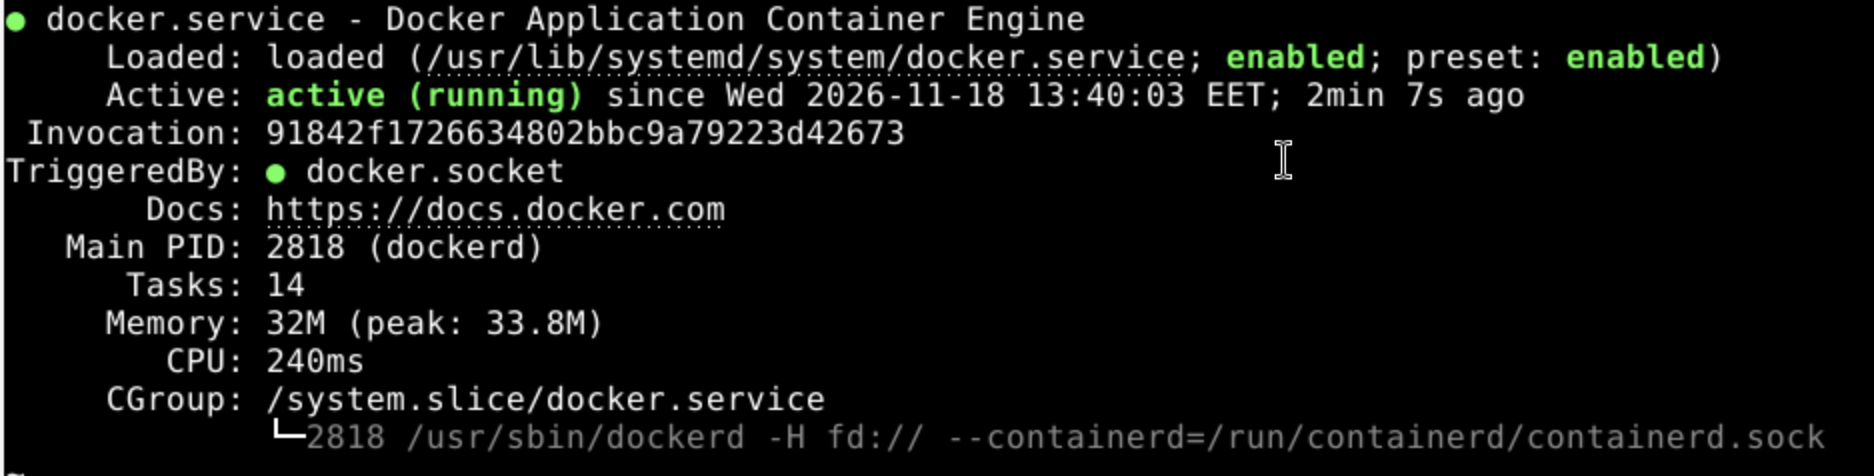 ● docker.service - Docker Application Container Engine
Loaded: loaded (/usr/lib/systemd/system/docker.service; enabled; preset: enabled)
Active: active (running) since Wed 2026-11-18 13:40:03 EET; 2min 7s ago
Invocation: 91842f1726634802bbc9a79223d42673
TriggeredBy: ● docker.socket
Docs: https://docs.docker.com
Main PID: 2818 (dockerd)
Tasks: 14
Memory: 32M (peak: 33.8M)
CPU: 240ms
CGroup: /system.slice/docker.service
└─2818 /usr/sbin/dockerd -H fd:// --containerd=/run/containerd/containerd.sock
~